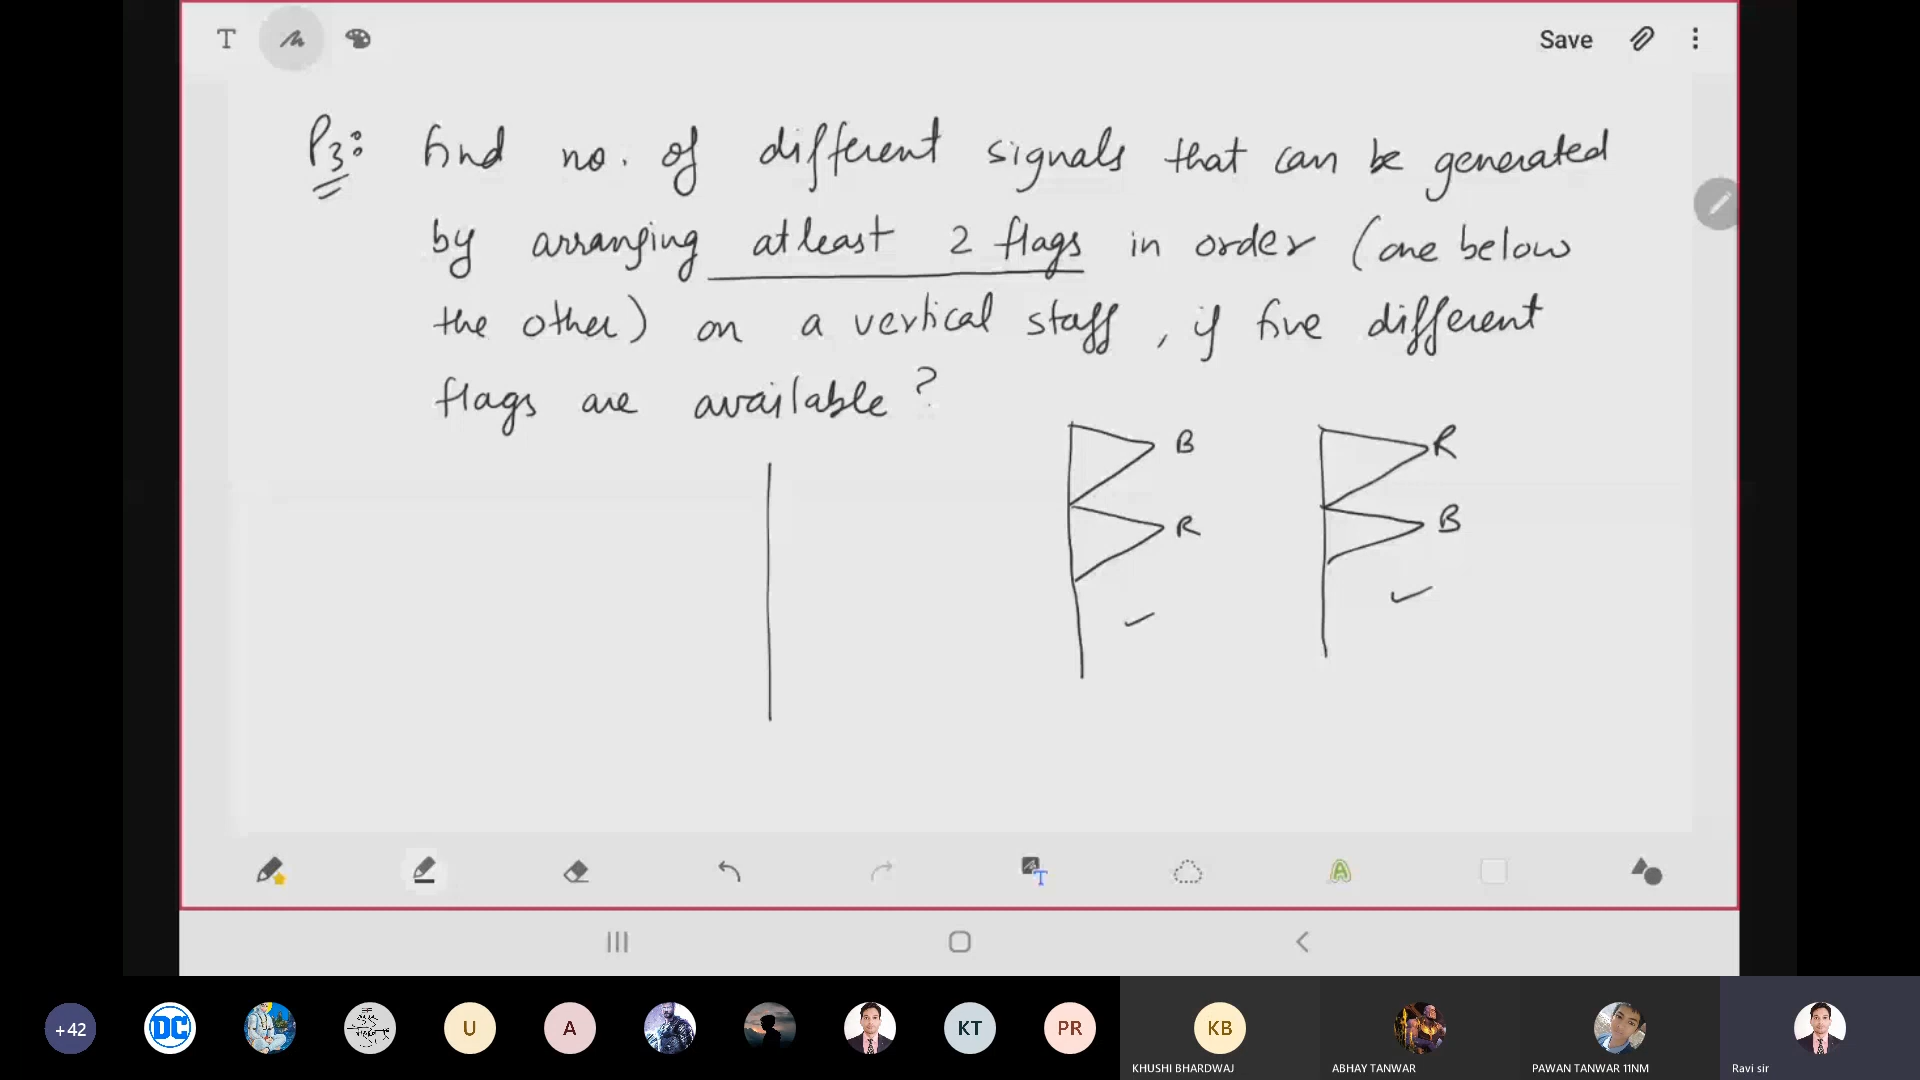 T
Save
P3: find no. of different signals that can be generated
by arranging atleast 2 flags in order (one below
the other) on a vertical staff, if five different
flags are available?
B R
R B
T
A
+42 DC U A KT PR KB
KHUSHI BHARDWAJ ABHAY TANWAR PAWAN TANWAR 11NM Ravi sir